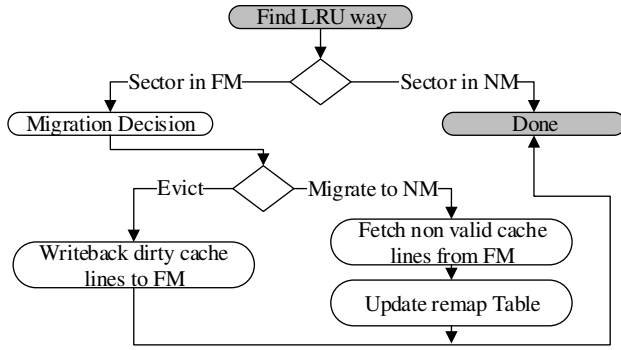 Find LRU way
Sector in FM
Sector in NM
Migration Decision
Done
Evict
Migrate to NM
Writeback dirty cache
lines to FM
Fetch non valid cache
lines from FM
Update remap Table